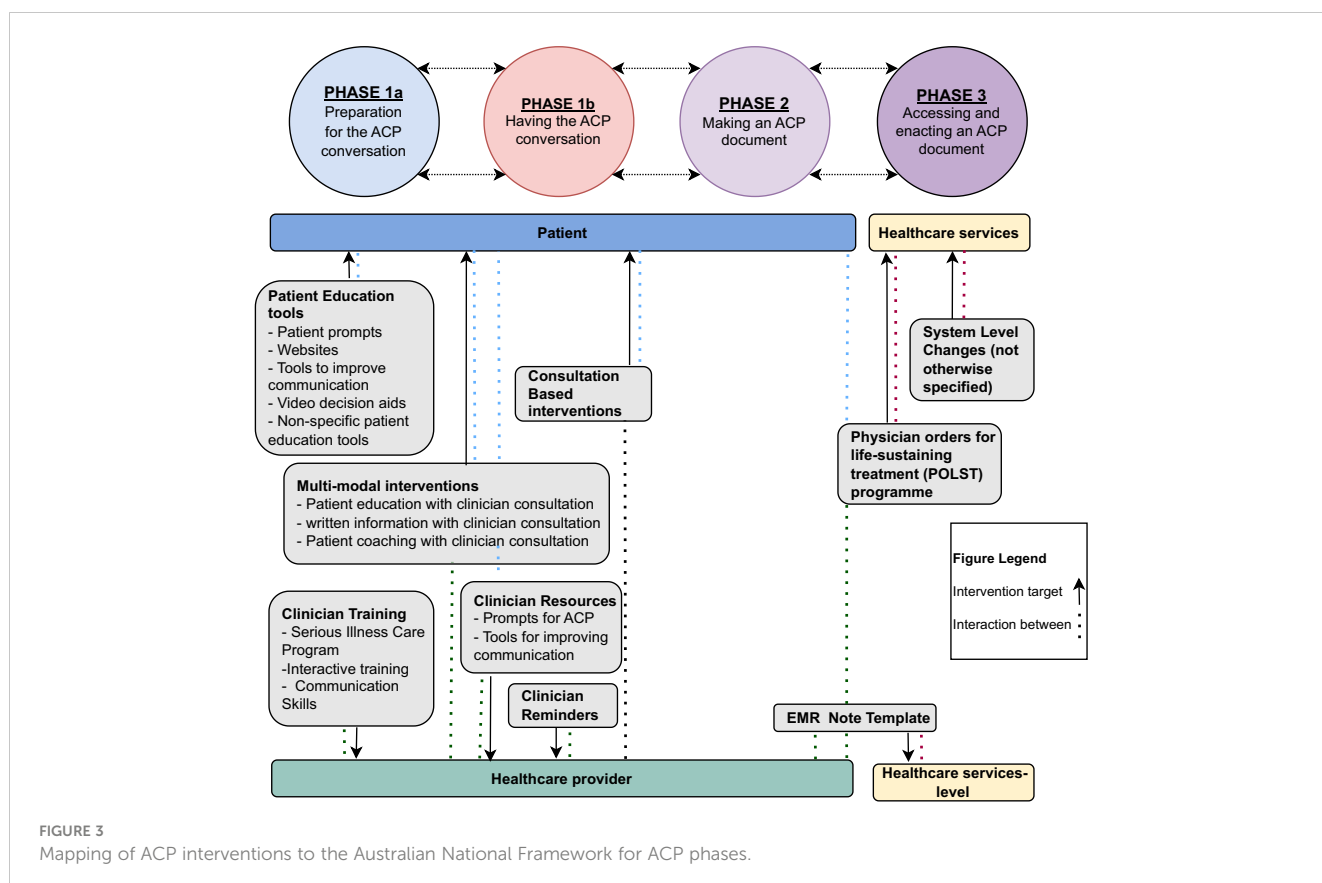 PHASE 1a
Preparation
for the ACP
conversation
PHASE 1b
Having the ACP
conversation
PHASE 2
Making an ACP
document
PHASE 3
Accessing and
enacting an ACP
document
Patient
Healthcare services
Patient Education
tools
- Patient prompts
- Websites
- Tools to improve
communication
- Video decision aids
- Non-specific patient
education tools
Consultation
Based
interventions
System Level
Changes (not
otherwise
specified)
Physician orders for
life-sustaining
treatment (POLST)
programme
Multi-modal interventions
- Patient education with clinician consultation
- written information with clinician consultation
- Patient coaching with clinician consultation
Figure Legend
Intervention target
Interaction between
Clinician Training
- Serious Illness Care
Program
-Interactive training
- Communication
Skills
Clinician Resources
- Prompts for ACP
- Tools for improving
communication
Clinician
Reminders
EMR Note Template
Healthcare provider
Healthcare services-
level
FIGURE 3
Mapping of ACP interventions to the Australian National Framework for ACP phases.